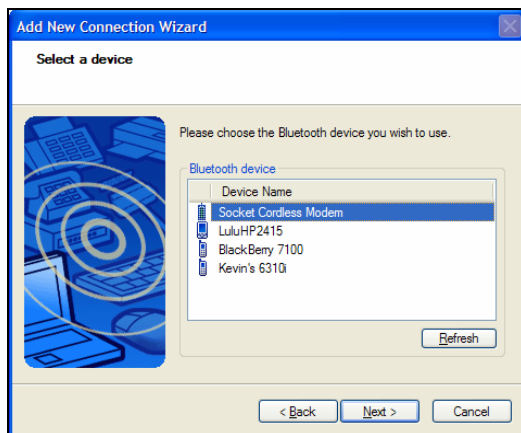 Add New Connection Wizard
Select a device
Please choose the Bluetooth device you wish to use.
Bluetooth device
Device Name
Socket Cordless Modem
LuluHP2415
BlackBerry 7100
Kevin's 6310i
Refresh
< Back Next > Cancel